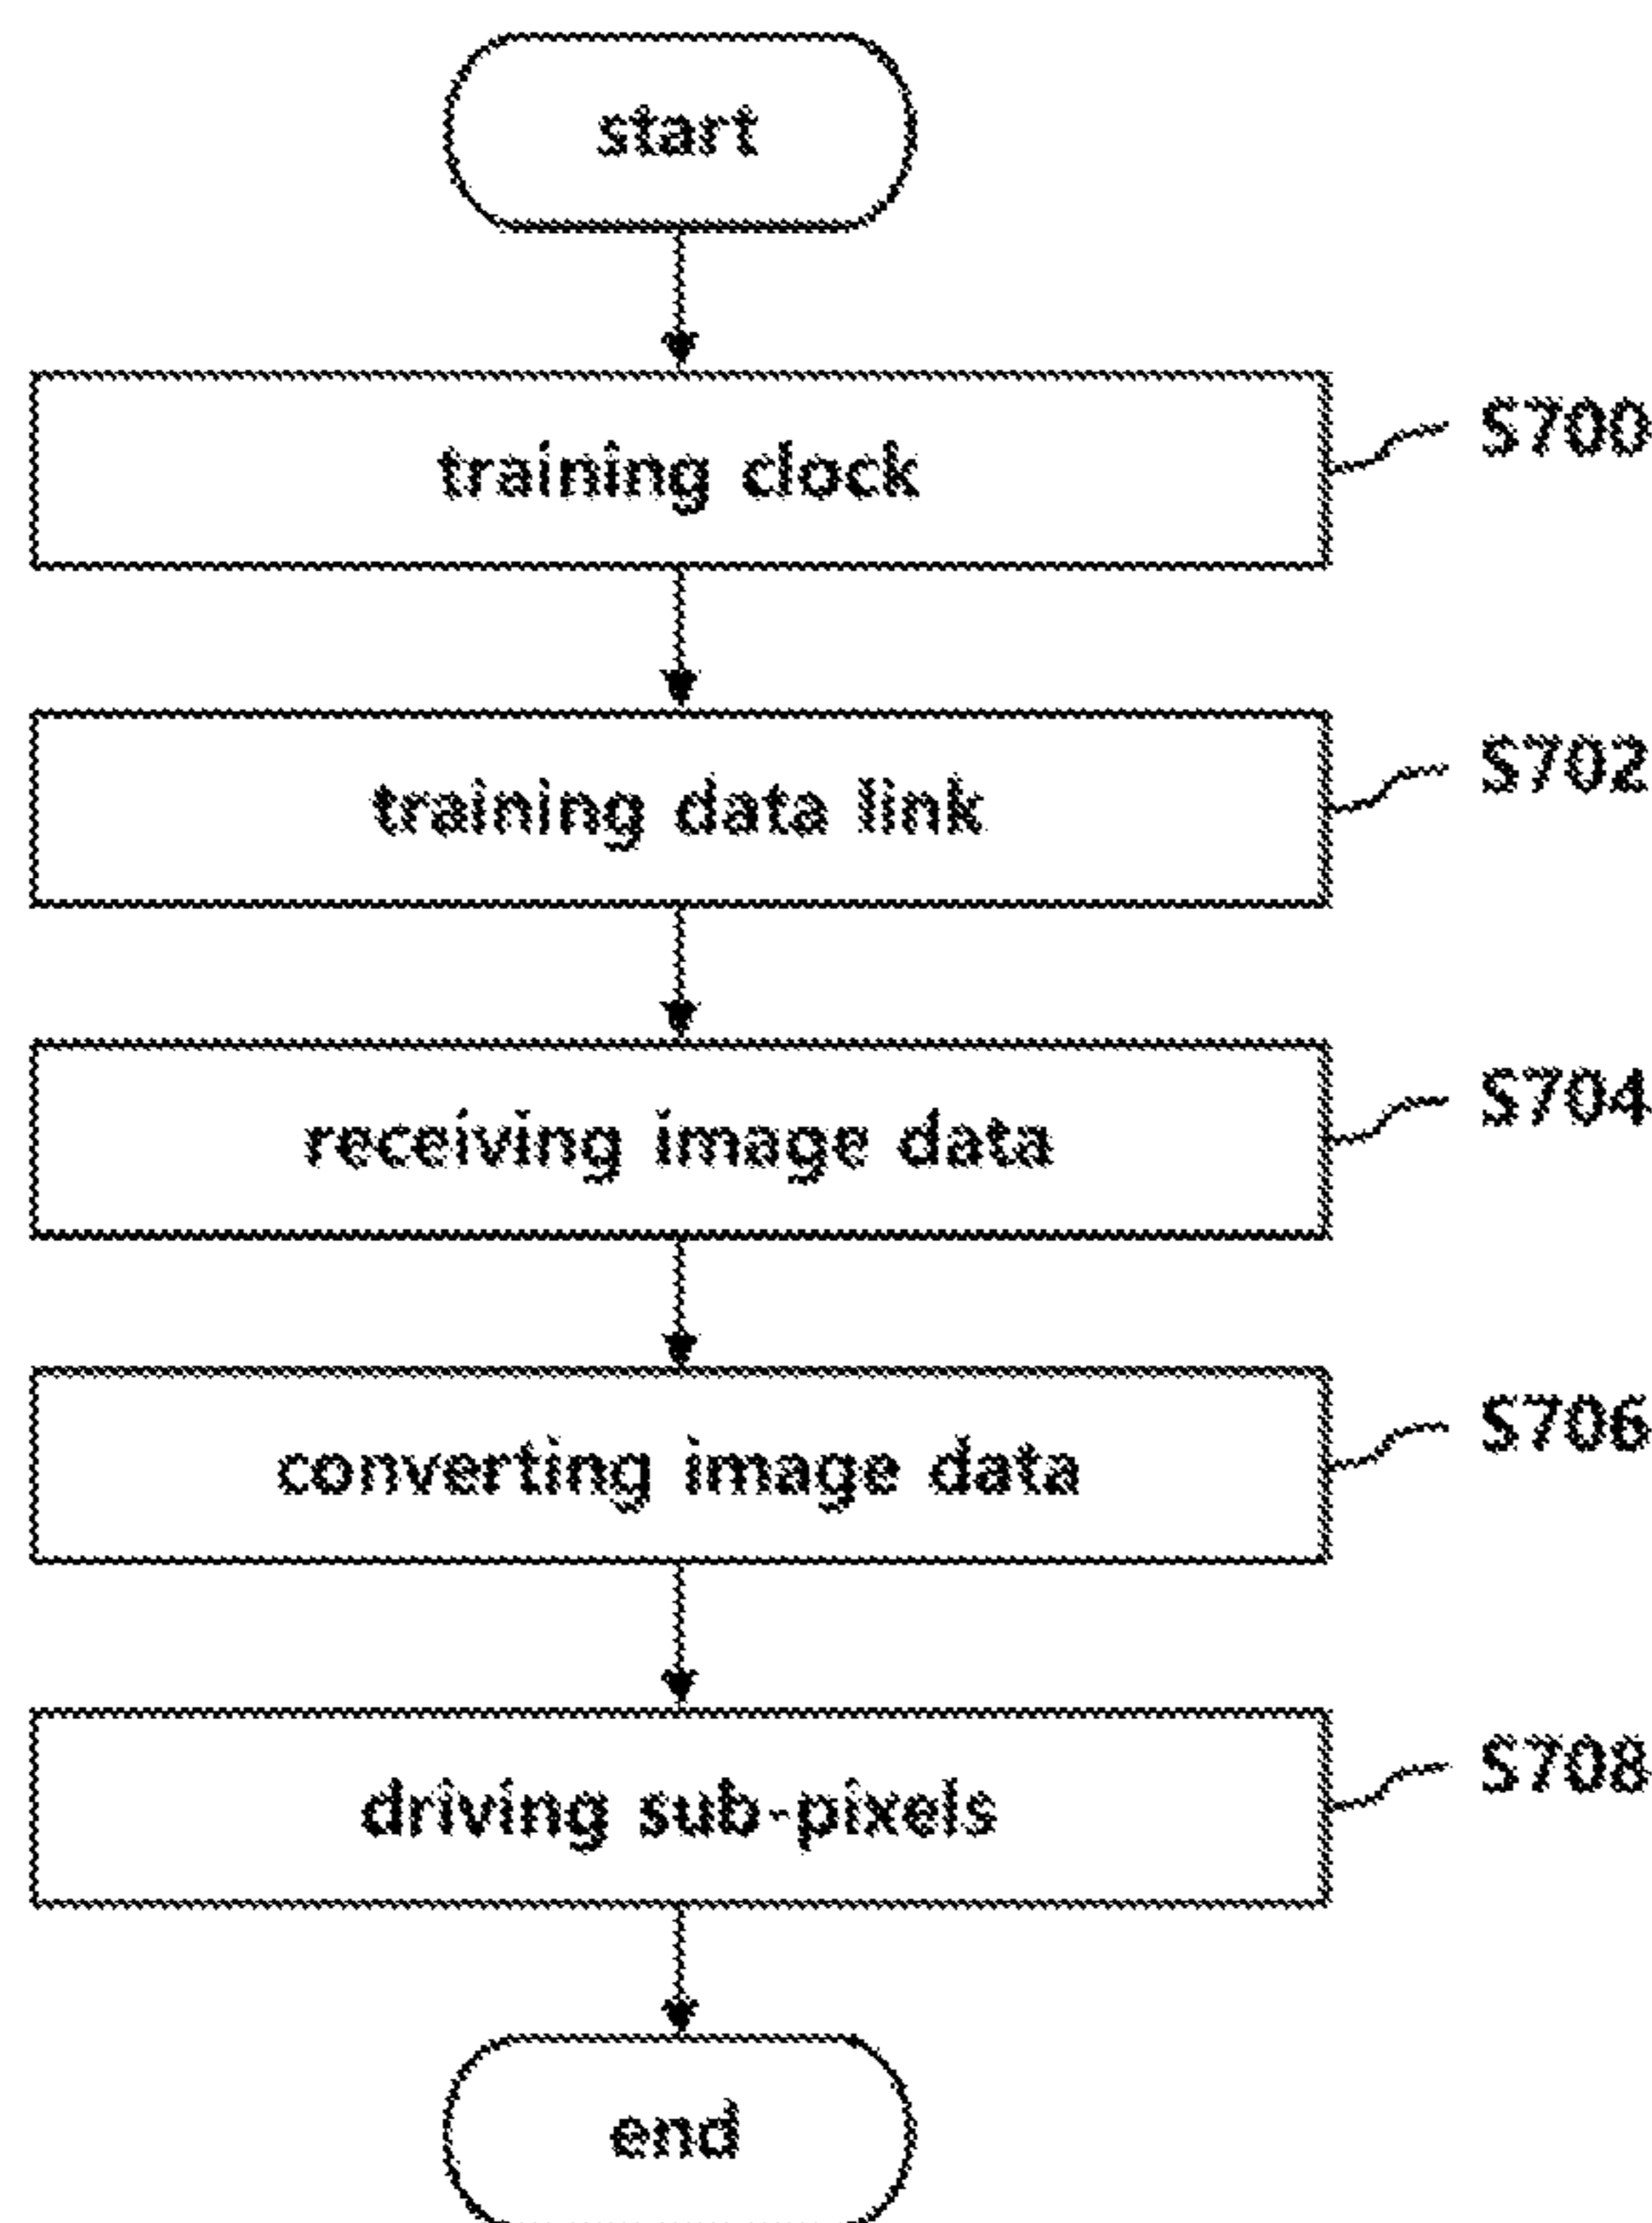 start
training clock
S700
training data link
S702
receiving image data
S704
converting image data
S706
driving sub-pixels
S708
end